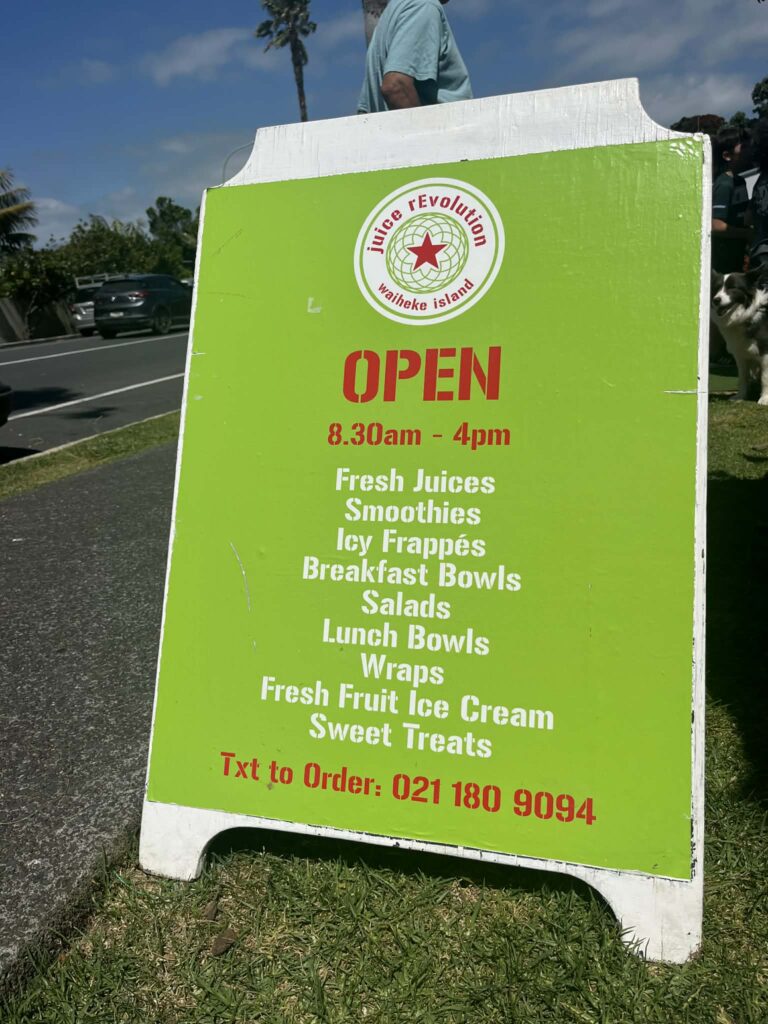 juice rEvolution
waiheke island
OPEN
8.30am - 4pm
Fresh Juices
Smoothies
Icy Frappés
Breakfast Bowls
Salads
Lunch Bowls
Wraps
Fresh Fruit Ice Cream
Sweet Treats
Txt to Order: 021 180 9094